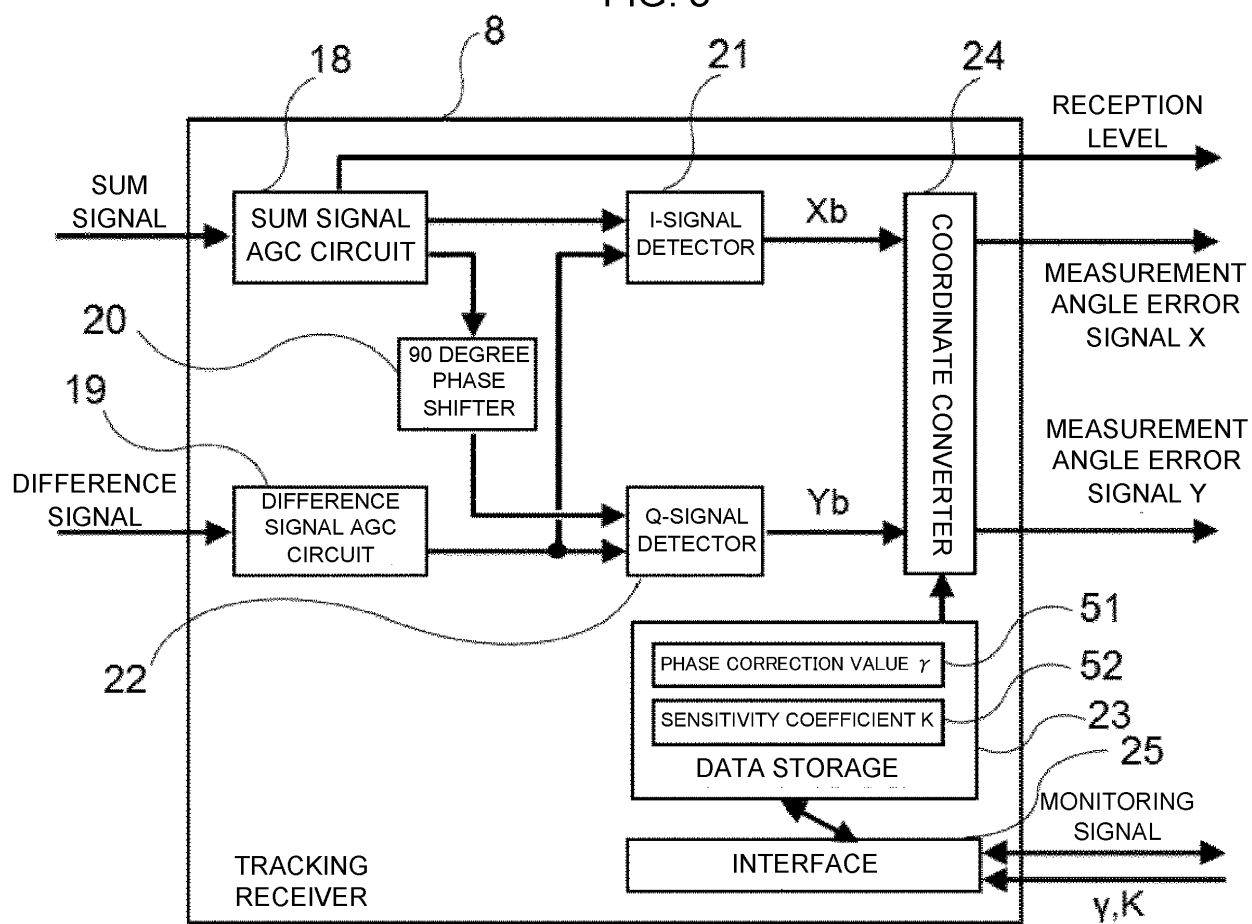 8
18
21
24
RECEPTION
LEVEL
SUM
SIGNAL
SUM SIGNAL
AGC CIRCUIT
I-SIGNAL
DETECTOR
Xb
COORDINATE CONVERTER
MEASUREMENT
ANGLE ERROR
SIGNAL X
20
90 DEGREE
PHASE
SHIFTER
19
DIFFERENCE
SIGNAL
DIFFERENCE
SIGNAL AGC
CIRCUIT
Q-SIGNAL
DETECTOR
Yb
MEASUREMENT
ANGLE ERROR
SIGNAL Y
22
PHASE CORRECTION VALUE γ
51
SENSITIVITY COEFFICIENT K
52
DATA STORAGE
23
25
INTERFACE
MONITORING
SIGNAL
γ,K
TRACKING
RECEIVER